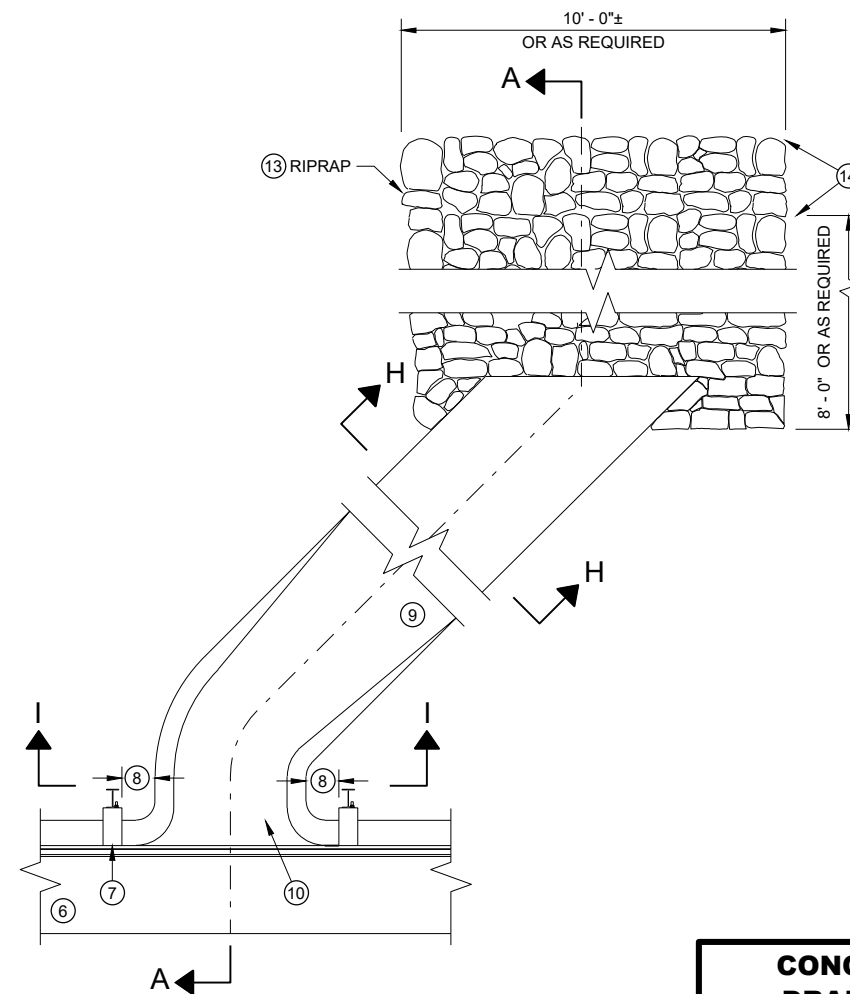 10' - 0"±
OR AS REQUIRED
A
13 RIPRAP
14
8' - 0" OR AS REQUIRED
H
H
9
I
I
8
8
7
10
6
A